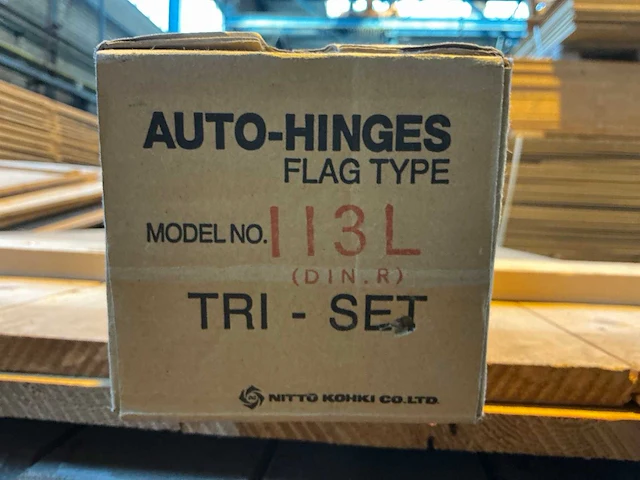 AUTO-HINGES
FLAG TYPE
MODEL NO. 113L
(DIN.R)
TRI - SET
NITTO KOHKI CO.LTD.